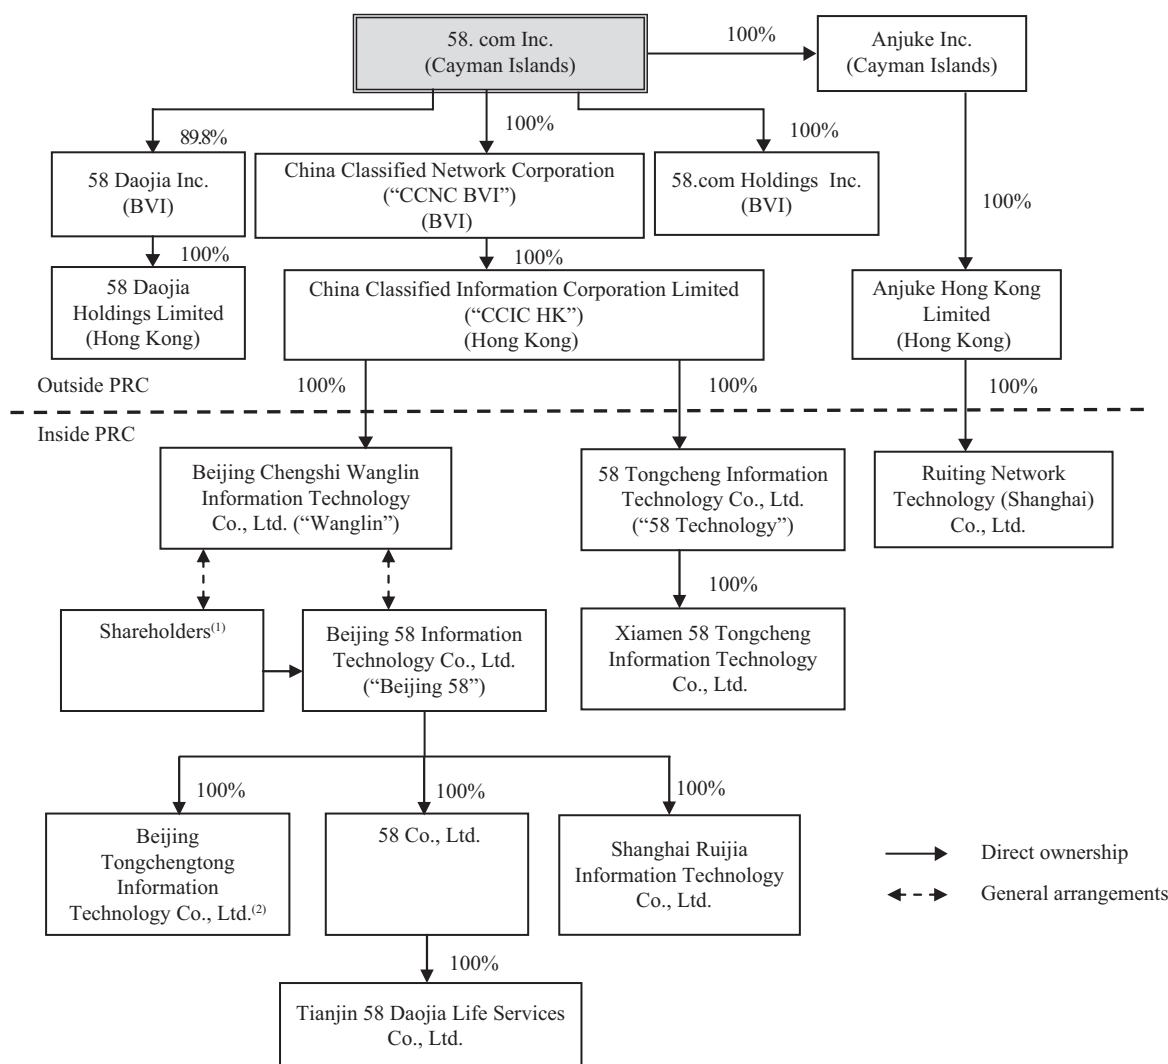 58. com Inc.
(Cayman Islands)
100%
Anjuke Inc.
(Cayman Islands)
89.8%
100%
100%
58 Daojia Inc.
(BVI)
China Classified Network Corporation
(“CCNC BVI”)
(BVI)
58.com Holdings Inc.
(BVI)
100%
100%
100%
58 Daojia
Holdings Limited
(Hong Kong)
China Classified Information Corporation Limited
(“CCIC HK”)
(Hong Kong)
Anjuke Hong Kong
Limited
(Hong Kong)
Outside PRC
100%
100%
100%
Inside PRC
Beijing Chengshi Wanglin
Information Technology
Co., Ltd. (“Wanglin”)
58 Tongcheng Information
Technology Co., Ltd.
(“58 Technology”)
Ruiting Network
Technology (Shanghai)
Co., Ltd.
100%
Shareholders(1)
Beijing 58 Information
Technology Co., Ltd.
(“Beijing 58”)
Xiamen 58 Tongcheng
Information Technology
Co., Ltd.
100%
100%
100%
Beijing
Tongchengtong
Information
Technology Co., Ltd.(2)
58 Co., Ltd.
Shanghai Ruijia
Information Technology
Co., Ltd.
Direct ownership
General arrangements
100%
Tianjin 58 Daojia Life Services
Co., Ltd.